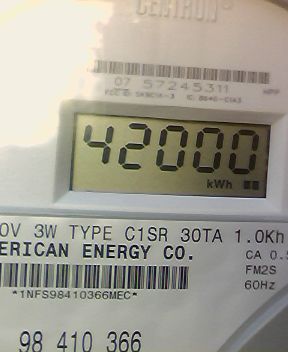 CENTRON®
07 57245311
42000
kWh
0V 3W TYPE C1SR 30TA 1.0Kh
ERICAN ENERGY CO.
CA 0.5
*1NFS98410366MEC*
FM2S
60Hz
98 410 366